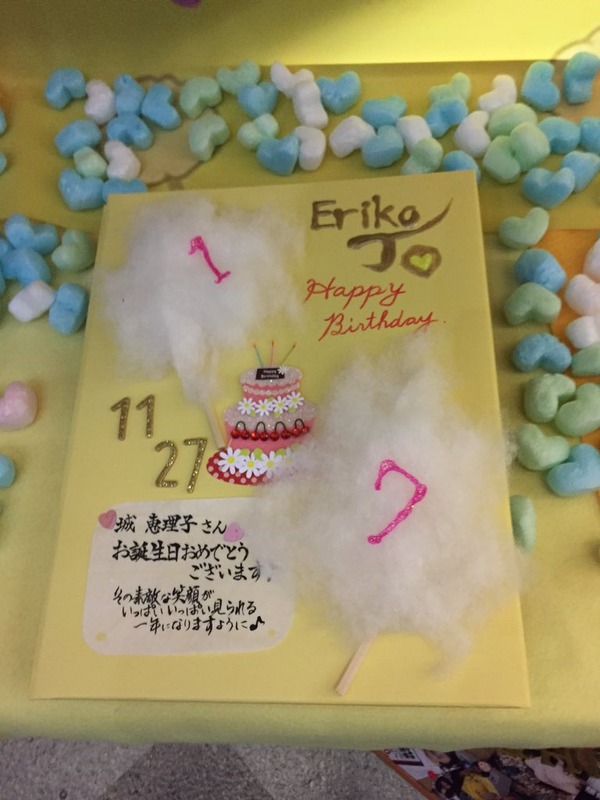 Eriko
Jo
1
Happy
Birthday.
Happy
Birthday
11
27
7
城 恵理子さん
お誕生日おめでとう
ございます。
その素敵な笑顔が
いっぱいいっぱい見られる
一年になりますように♪